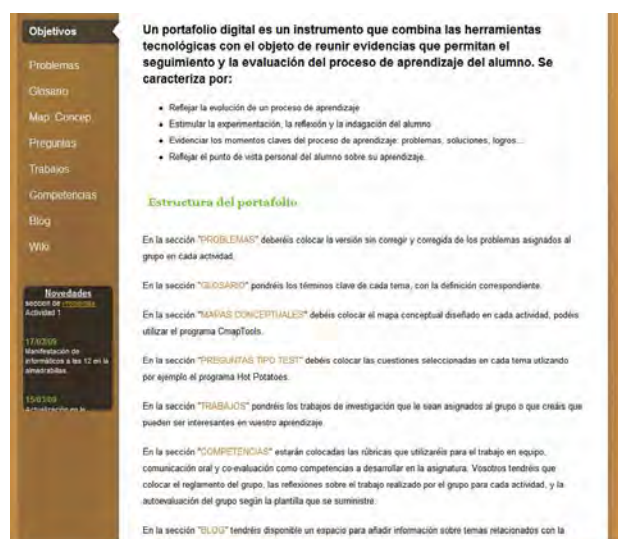 Objetivos
Problemas
Glosario
Map. Concep.
Preguntas
Trabajos
Competencias
Blog
Wiki
Novedades
sección de
Actividad 1
17/03/09
Manifestación de
informáticos a las 12 en la
almadrabillas.
15/03/09
Actualización en la
Un portafolio digital es un instrumento que combina las herramientas
tecnológicas con el objeto de reunir evidencias que permitan el
seguimiento y la evaluación del proceso de aprendizaje del alumno. Se
caracteriza por:
• Reflejar la evolución de un proceso de aprendizaje
• Estimular la experimentación, la reflexión y la indagación del alumno
• Evidenciar los momentos claves del proceso de aprendizaje: problemas, soluciones, logros...
• Reflejar el punto de vista personal del alumno sobre su aprendizaje.
Estructura del portafolio
En la sección "PROBLEMAS" deberéis colocar la versión sin corregir y corregida de los problemas asignados al
grupo en cada actividad.
En la sección "GLOSARIO" pondréis los términos clave de cada tema, con la definición correspondiente.
En la sección "MAPAS CONCEPTUALES" debéis colocar el mapa conceptual diseñado en cada actividad, podéis
utilizar el programa CmapTools.
En la sección "PREGUNTAS TIPO TEST" debéis colocar las cuestiones seleccionadas en cada tema utlizando
por ejemplo el programa Hot Potatoes.
En la sección "TRABAJOS" pondréis los trabajos de investigación que le sean asignados al grupo o que creáis que
pueden ser interesantes en vuestro aprendizaje.
En la sección "COMPETENCIAS" estarán colocadas las rúbricas que utilizaréis para el trabajo en equipo,
comunicación oral y co-evaluación como competencias a desarrollar en la asignatura. Vosotros tendréis que
colocar el reglamento del grupo, las reflexiones sobre el trabajo realizado por el grupo para cada actividad, y la
autoevaluación del grupo según la plantilla que se suministre.
En la sección "BLOG" tendréis disponible un espacio para añadir información sobre temas relacionados con la